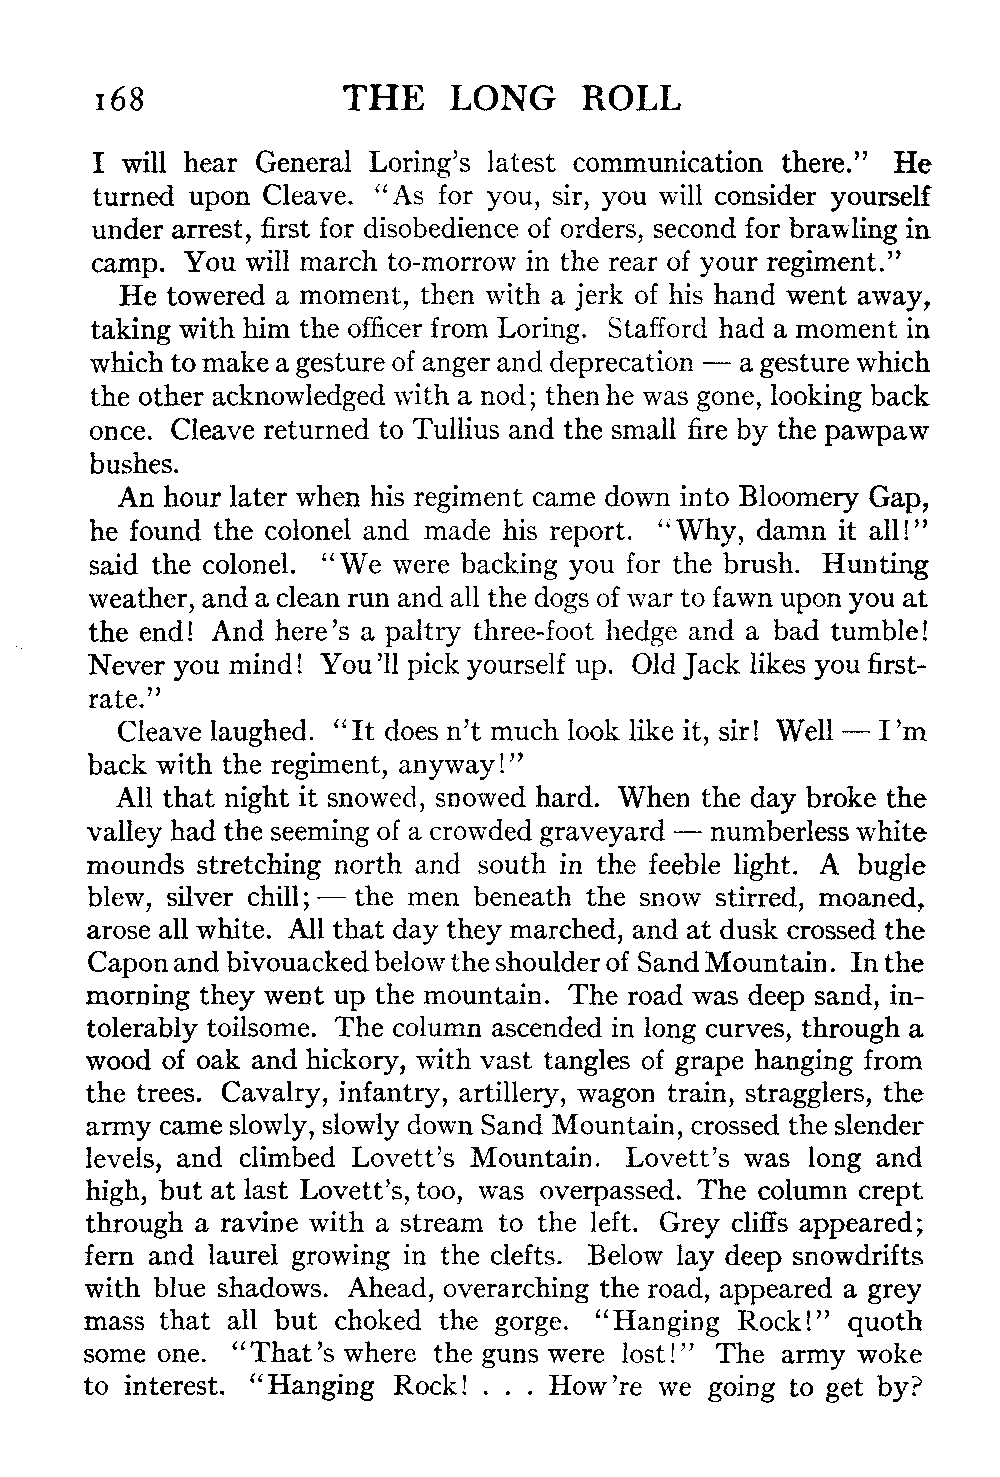 168 THE LONG ROLL
I will hear General Loring's latest communication there." He
turned upon Cleave. "As for you, sir, you will consider yourself
under arrest, first for disobedience of orders, second for brawling in
camp. You will march to-morrow in the rear of your regiment."
He towered a moment, then with a jerk of his hand went away,
taking with him the officer from Loring. Stafford had a moment in
which to make a gesture of anger and deprecation — a gesture which
the other acknowledged with a nod; then he was gone, looking back
once. Cleave returned to Tullius and the small fire by the pawpaw
bushes.
An hour later when his regiment came down into Bloomery Gap,
he found the colonel and made his report. "Why, damn it all!"
said the colonel. "We were backing you for the brush. Hunting
weather, and a clean run and all the dogs of war to fawn upon you at
the end! And here's a paltry three-foot hedge and a bad tumble!
Never you mind! You'll pick yourself up. Old Jack likes you first-
rate."
Cleave laughed. "It does n't much look like it, sir! Well — I'm
back with the regiment, anyway!"
All that night it snowed, snowed hard. When the day broke the
valley had the seeming of a crowded graveyard — numberless white
mounds stretching north and south in the feeble light. A bugle
blew, silver chill; — the men beneath the snow stirred, moaned,
arose all white. All that day they marched, and at dusk crossed the
Capon and bivouacked below the shoulder of Sand Mountain. In the
morning they went up the mountain. The road was deep sand, in-
tolerably toilsome. The column ascended in long curves, through a
wood of oak and hickory, with vast tangles of grape hanging from
the trees. Cavalry, infantry, artillery, wagon train, stragglers, the
army came slowly, slowly down Sand Mountain, crossed the slender
levels, and climbed Lovett's Mountain. Lovett's was long and
high, but at last Lovett's, too, was overpassed. The column crept
through a ravine with a stream to the left. Grey cliffs appeared;
fern and laurel growing in the clefts. Below lay deep snowdrifts
with blue shadows. Ahead, overarching the road, appeared a grey
mass that all but choked the gorge. "Hanging Rock!" quoth
some one. "That's where the guns were lost!" The army woke
to interest. "Hanging Rock! . . . How're we going to get by?